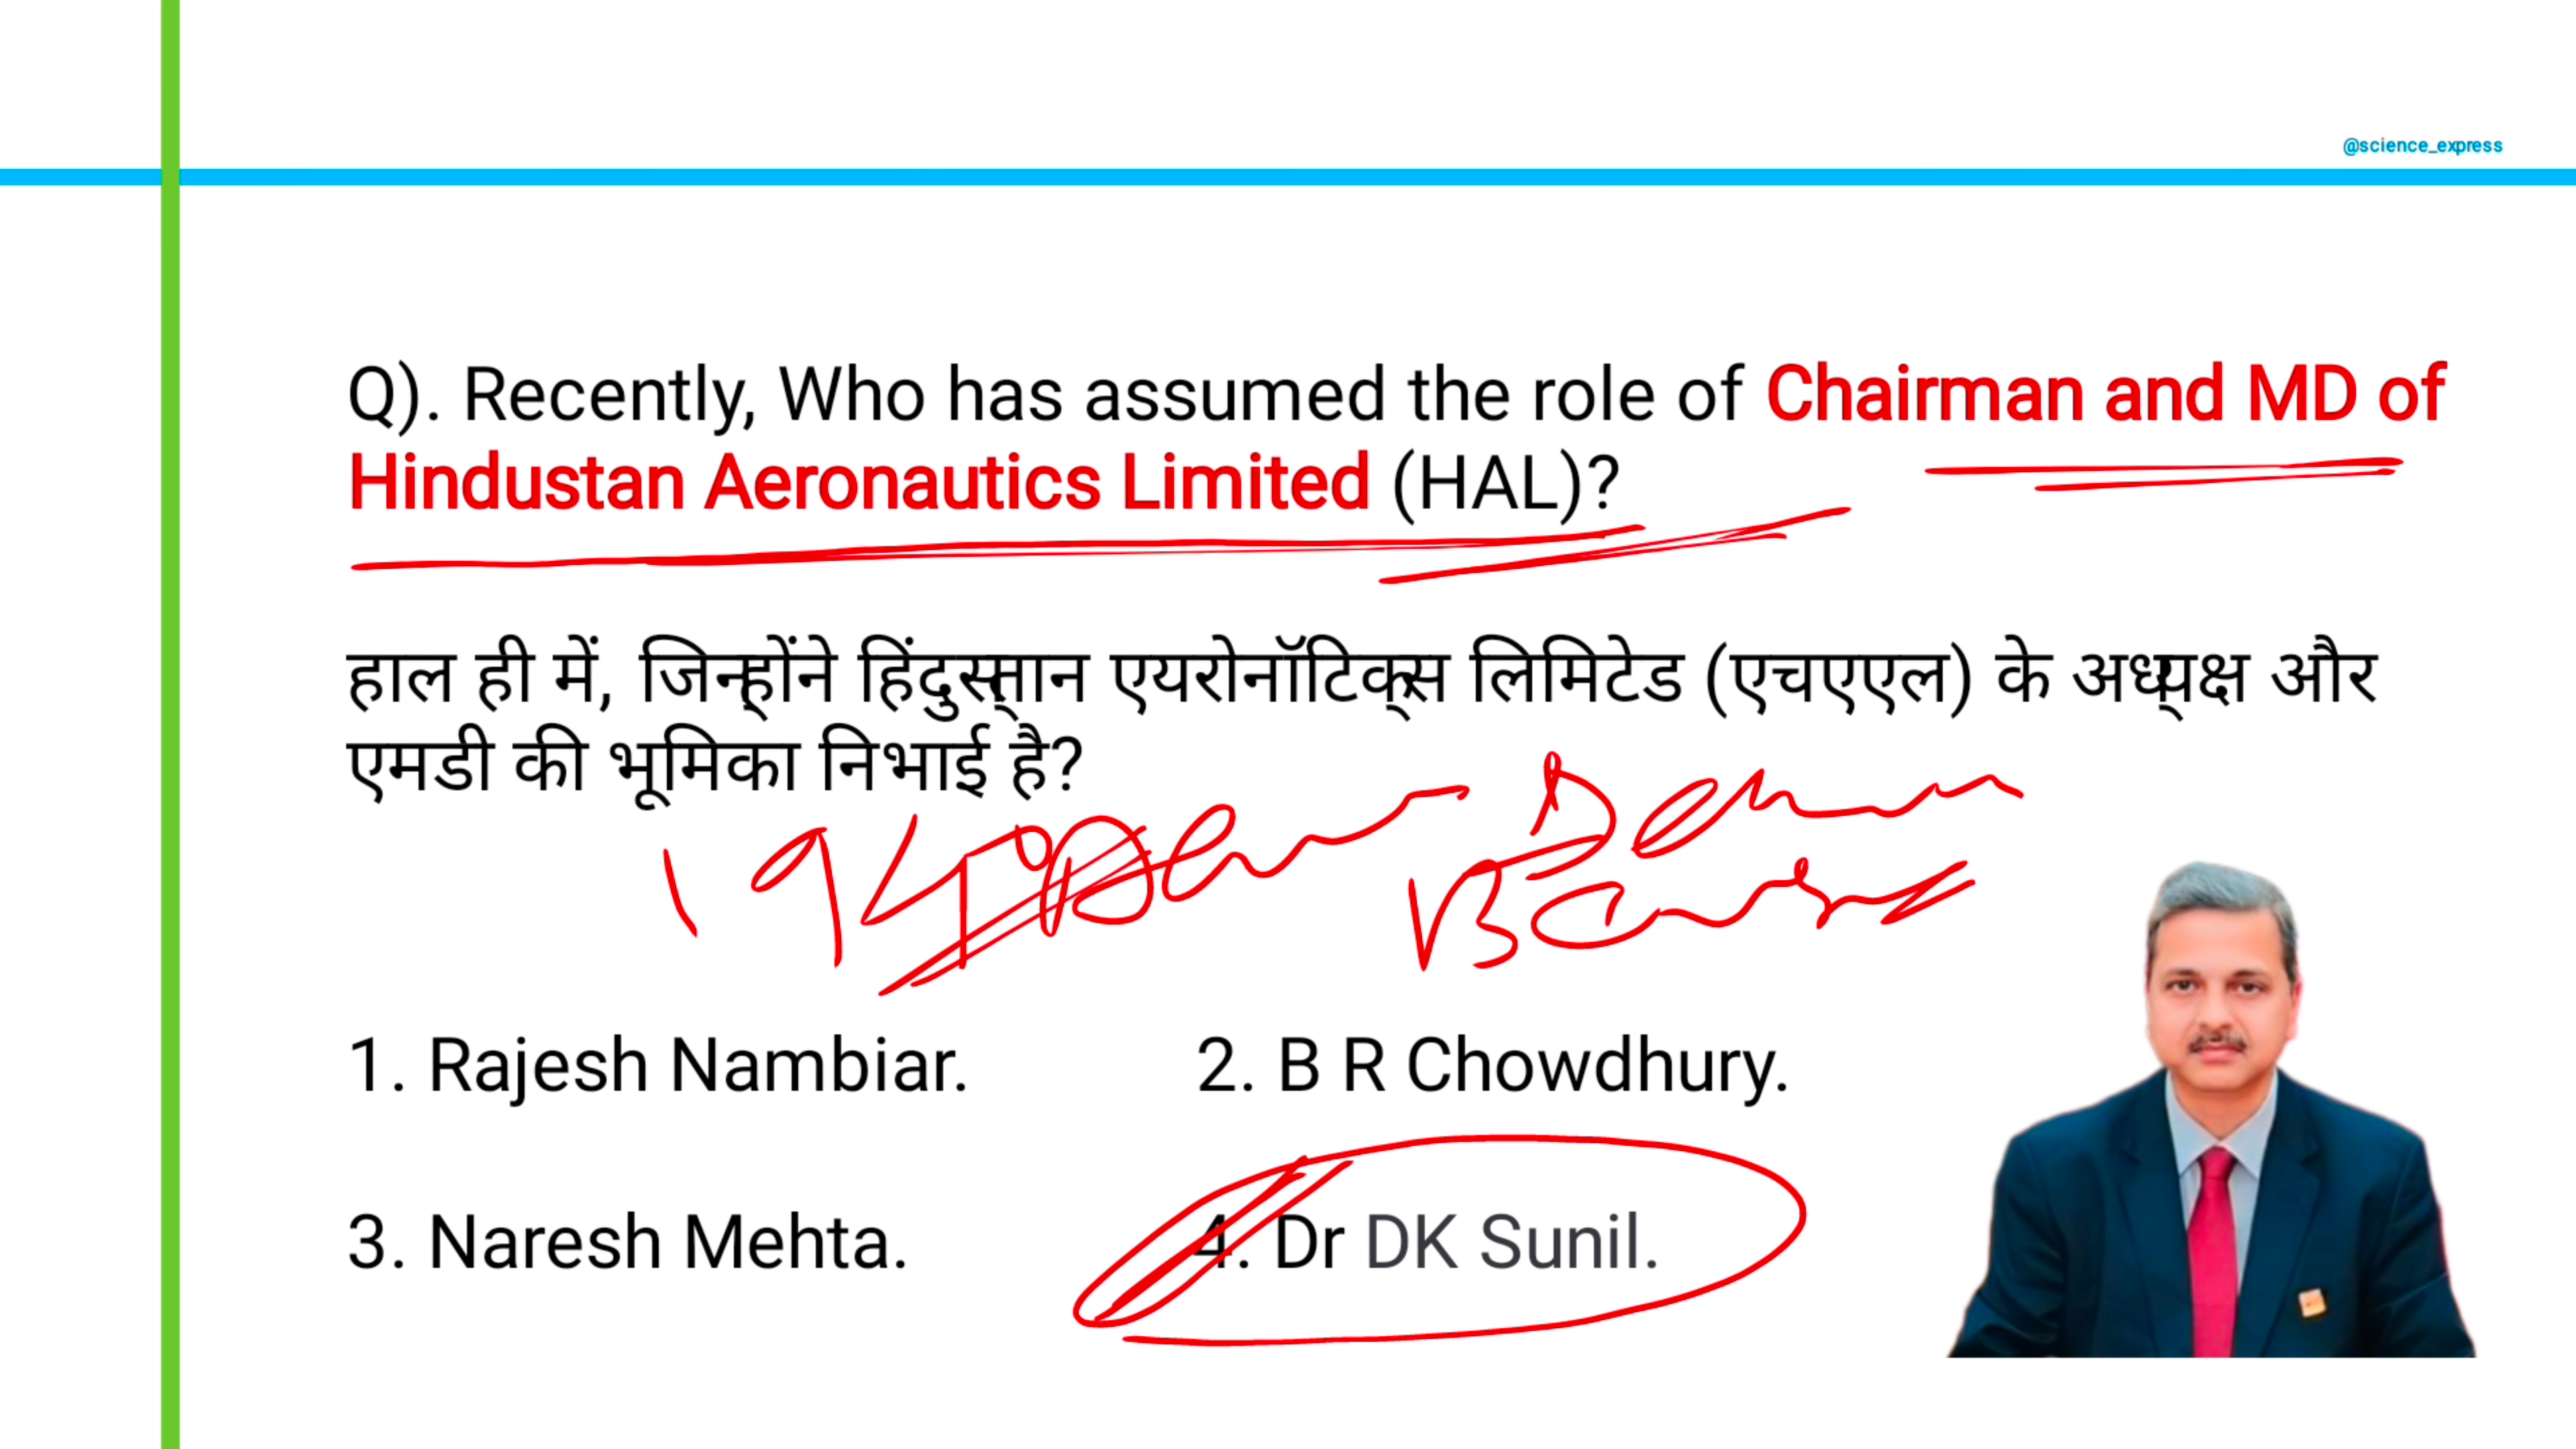 @science_express
Q). Recently, Who has assumed the role of Chairman and MD of
Hindustan Aeronautics Limited (HAL)?
हाल ही में, जिन्होंने हिंदुस्तान एयरोनॉटिक्स लिमिटेड (एचएएल) के अध्यक्ष और
एमडी की भूमिका निभाई है?
1940
1. Rajesh Nambiar.
2. B R Chowdhury.
3. Naresh Mehta.
4. Dr DK Sunil.